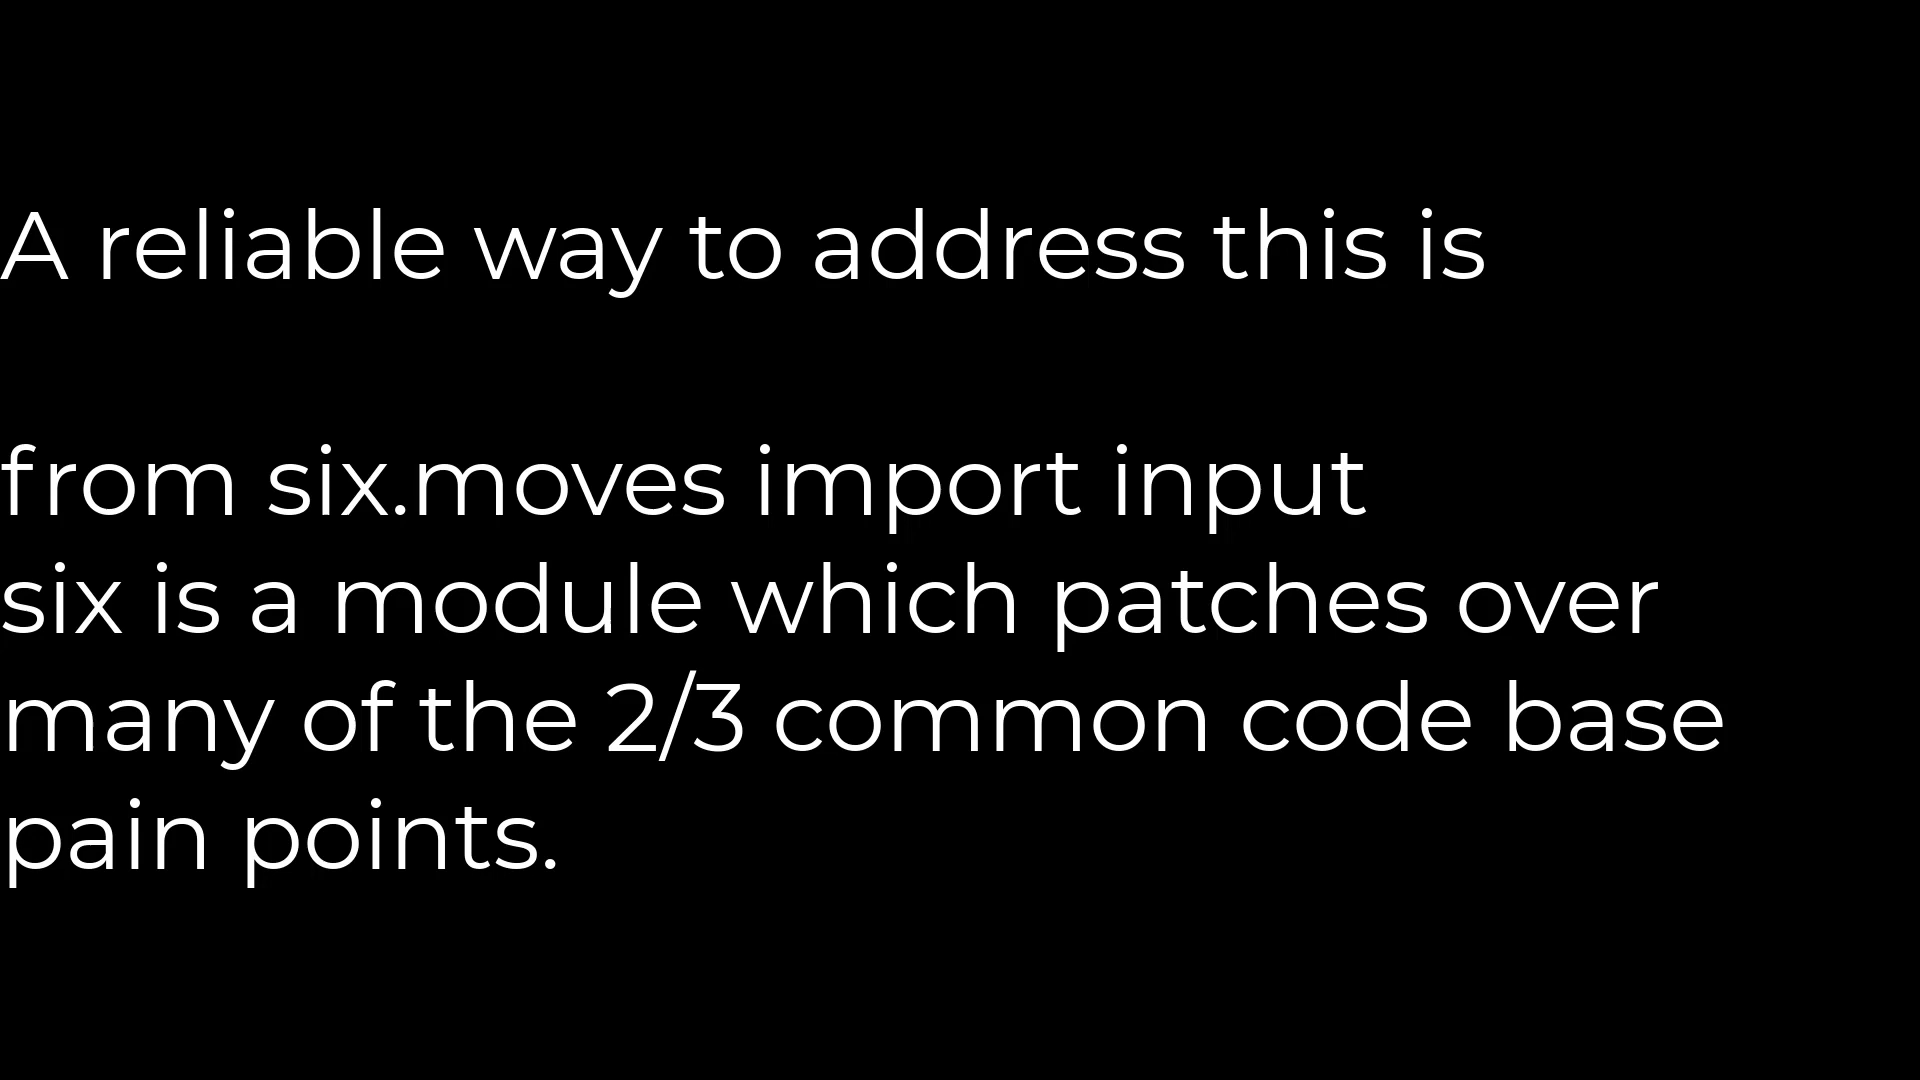 A reliable way to address this is
from six.moves import input
six is a module which patches over
many of the 2/3 common code base
pain points.